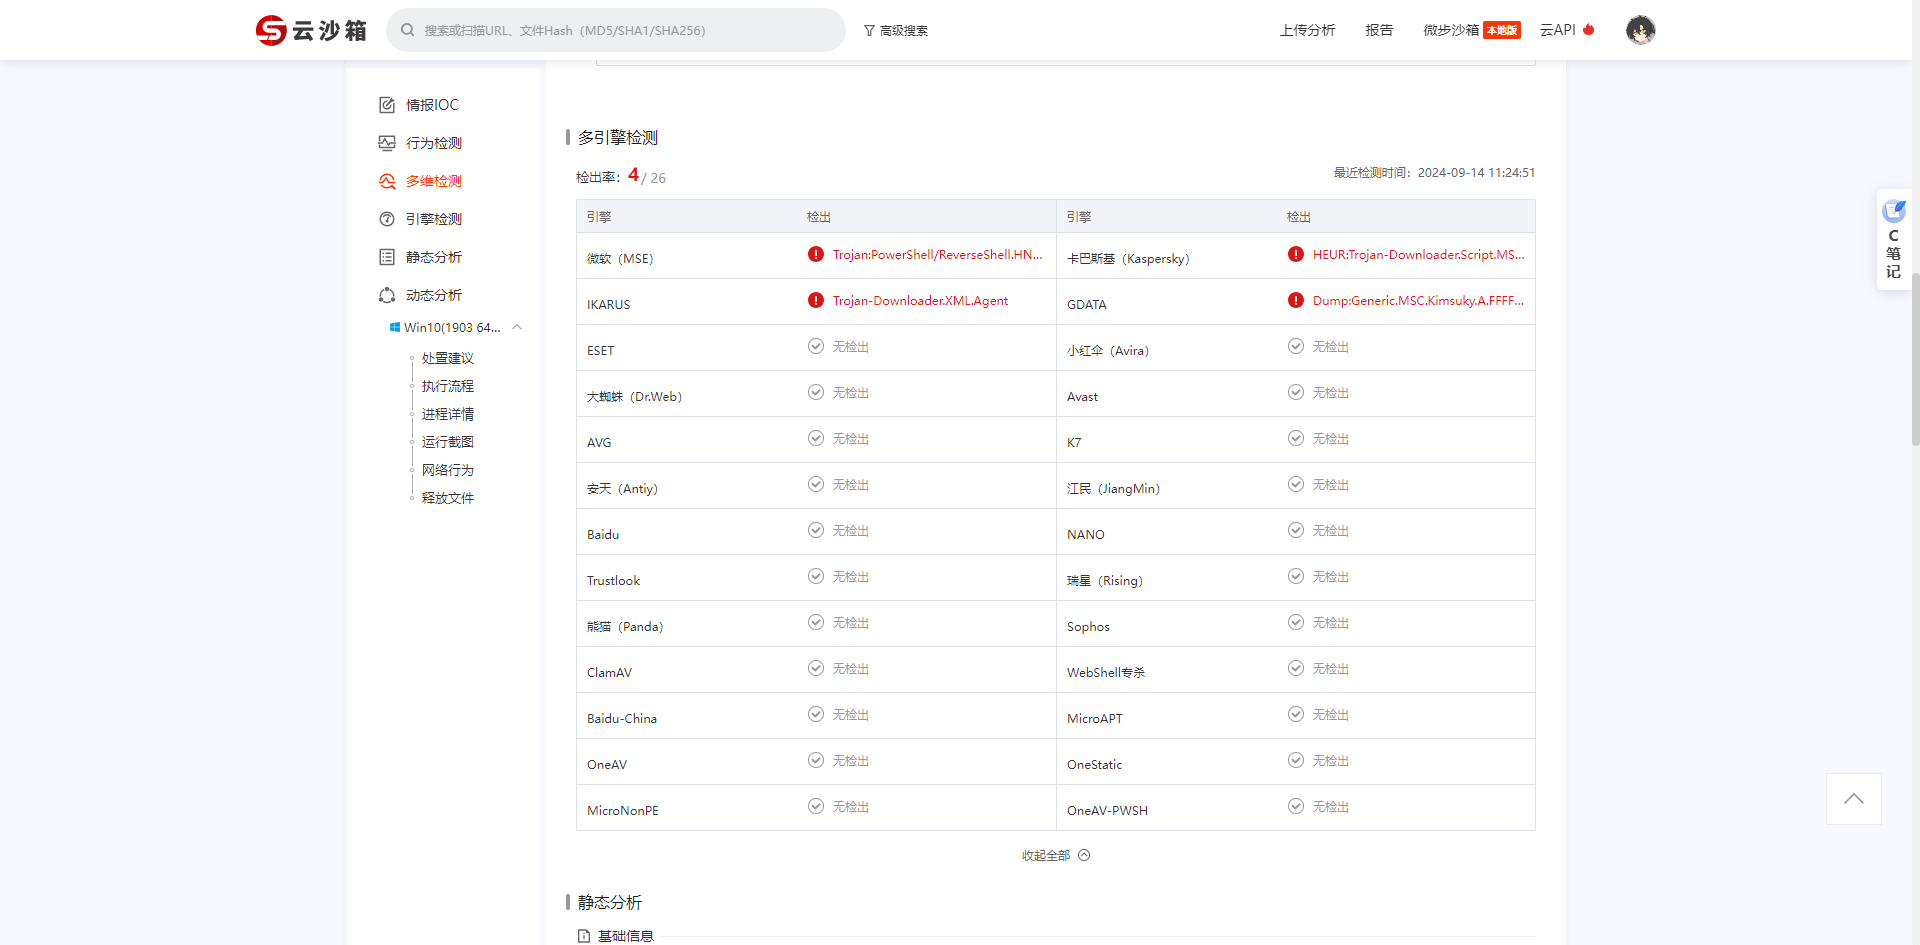 云沙箱
搜索或扫描URL、文件Hash（MD5/SHA1/SHA256）
高级搜索
上传分析
报告
微步沙箱 本地版
云API
情报IOC
行为检测
多维检测
引擎检测
静态分析
动态分析
Win10(1903 64...
处置建议
执行流程
进程详情
运行截图
网络行为
释放文件
多引擎检测
检出率：4 / 26
最近检测时间：2024-09-14 11:24:51
引擎 检出 引擎 检出
微软（MSE） Trojan:PowerShell/ReverseShell.HN... 卡巴斯基（Kaspersky） HEUR:Trojan-Downloader.Script.MS...
IKARUS Trojan-Downloader.XML.Agent GDATA Dump:Generic.MSC.Kimsuky.A.FFFF...
ESET 无检出 小红伞（Avira） 无检出
大蜘蛛（Dr.Web） 无检出 Avast 无检出
AVG 无检出 K7 无检出
安天（Antiy） 无检出 江民（JiangMin） 无检出
Baidu 无检出 NANO 无检出
Trustlook 无检出 瑞星（Rising） 无检出
熊猫（Panda） 无检出 Sophos 无检出
ClamAV 无检出 WebShell专杀 无检出
Baidu-China 无检出 MicroAPT 无检出
OneAV 无检出 OneStatic 无检出
MicroNonPE 无检出 OneAV-PWSH 无检出
收起全部
静态分析
基础信息
C
笔
记